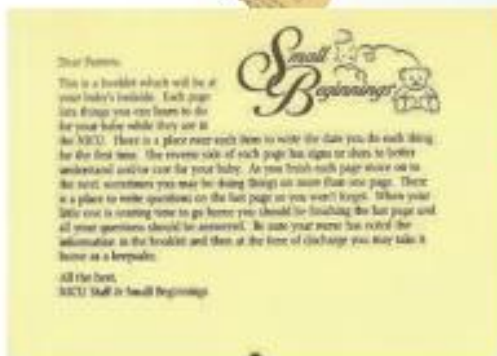 Small
Beginnings
Dear Parents,
This is a booklet which will be at
your baby's bedside. Each page
lists things you can learn to do
for your baby while they are in
the NICU. There is a place next each item to write the date you do each thing
for the first time. The reverse side of each page has signs or clues to better
understand and/or care for your baby. As you finish each page move on to
the next, sometimes you may be doing things on more than one page. There
is a place to write questions on the last page so you won't forget. When your
little one is nearing time to go home you should be finishing the last page and
all your questions should be answered. Be sure your nurse has noted the
information in the booklet and then at the time of discharge you may take it
home as a keepsake.
All the best,
NICU Staff & Small Beginnings